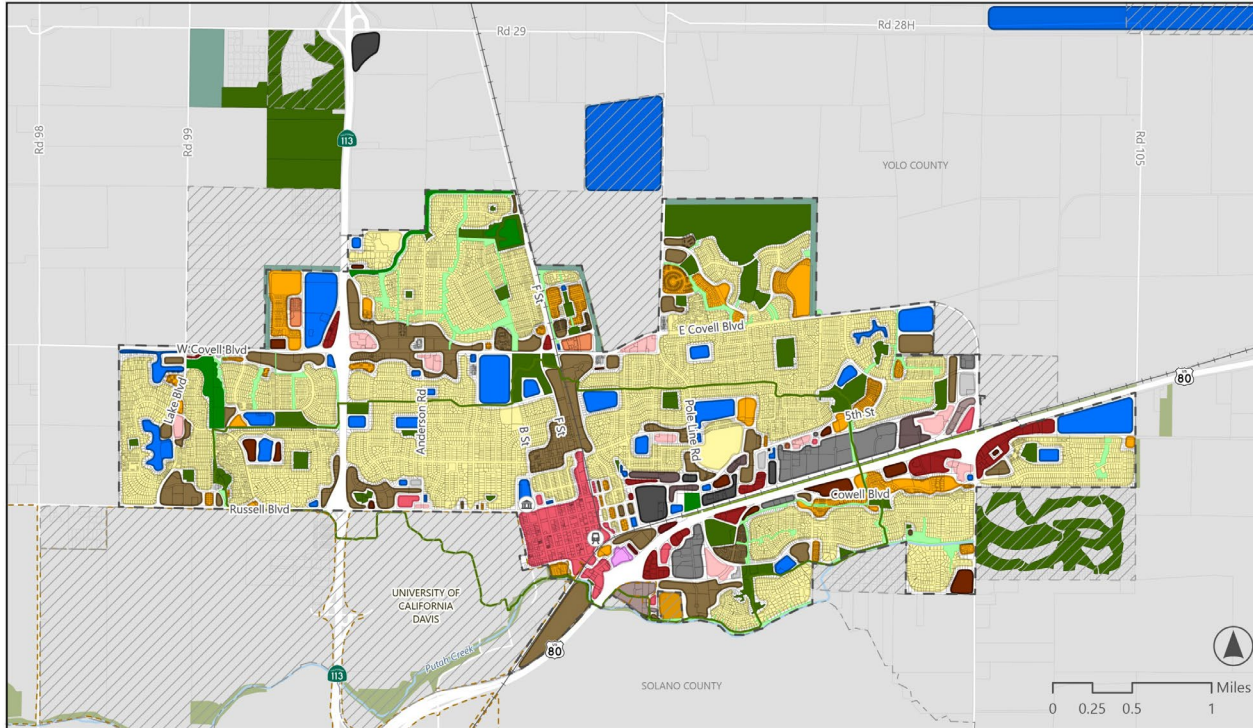 Rd 29
Rd 28H
Rd 98
Rd 99
113
Rd 105
YOLO COUNTY
F St
W Covell Blvd
E Covell Blvd
80
Lake Blvd
Anderson Rd
B St
F St
Pole Line Rd
5th St
Cowell Blvd
Russell Blvd
UNIVERSITY OF
CALIFORNIA
DAVIS
Putah Creek
80
113
SOLANO COUNTY
Miles
0 0.25 0.5 1